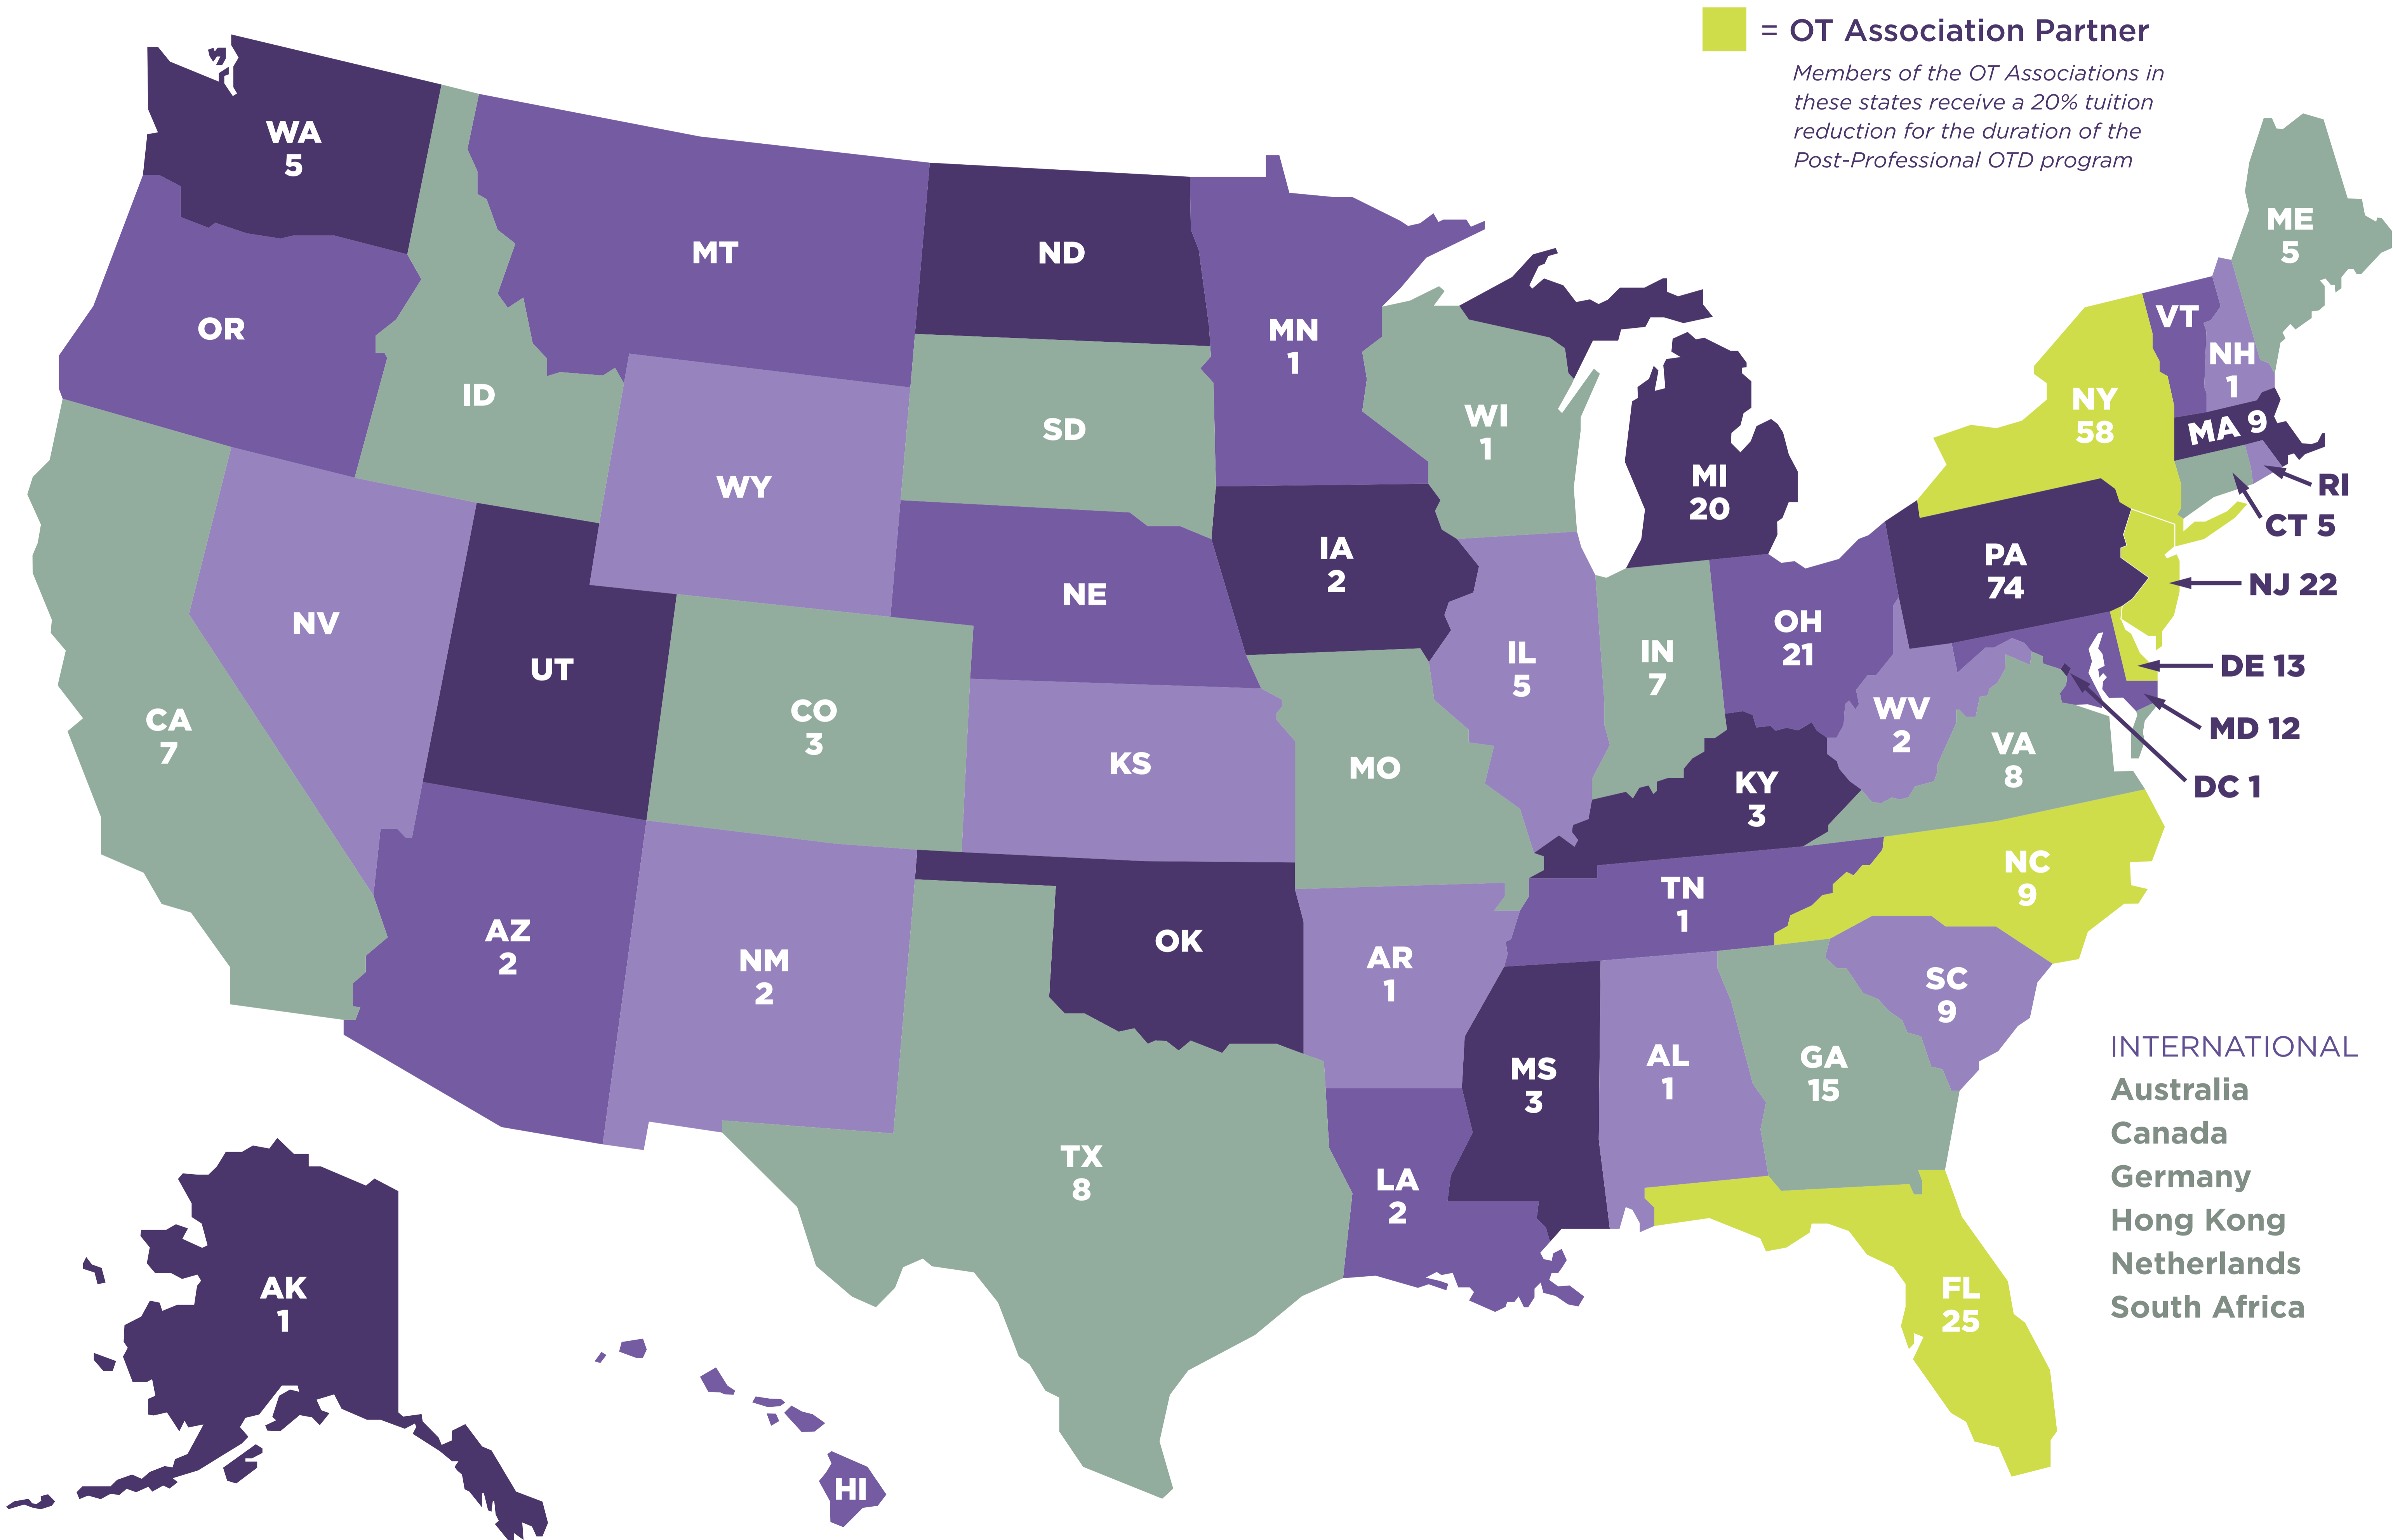 = OT Association Partner
Members of the OT Associations in
these states receive a 20% tuition
reduction for the duration of the
Post-Professional OTD program
WA
5
OR
MT
ND
MN
1
ID
SD
WI
1
WY
MI
20
ME
5
VT
NH
1
NY
58
MA 9
RI
CT 5
PA
74
NJ 22
DE 13
MD 12
DC 1
IA
2
NE
NV
UT
CO
3
CA
7
KS
MO
IL
5
IN
7
OH
21
WV
2
VA
8
KY
3
NC
9
TN
1
AZ
2
NM
2
OK
AR
1
SC
9
MS
3
AL
1
GA
15
TX
8
LA
2
FL
25
AK
1
HI
INTERNATIONAL
Australia
Canada
Germany
Hong Kong
Netherlands
South Africa